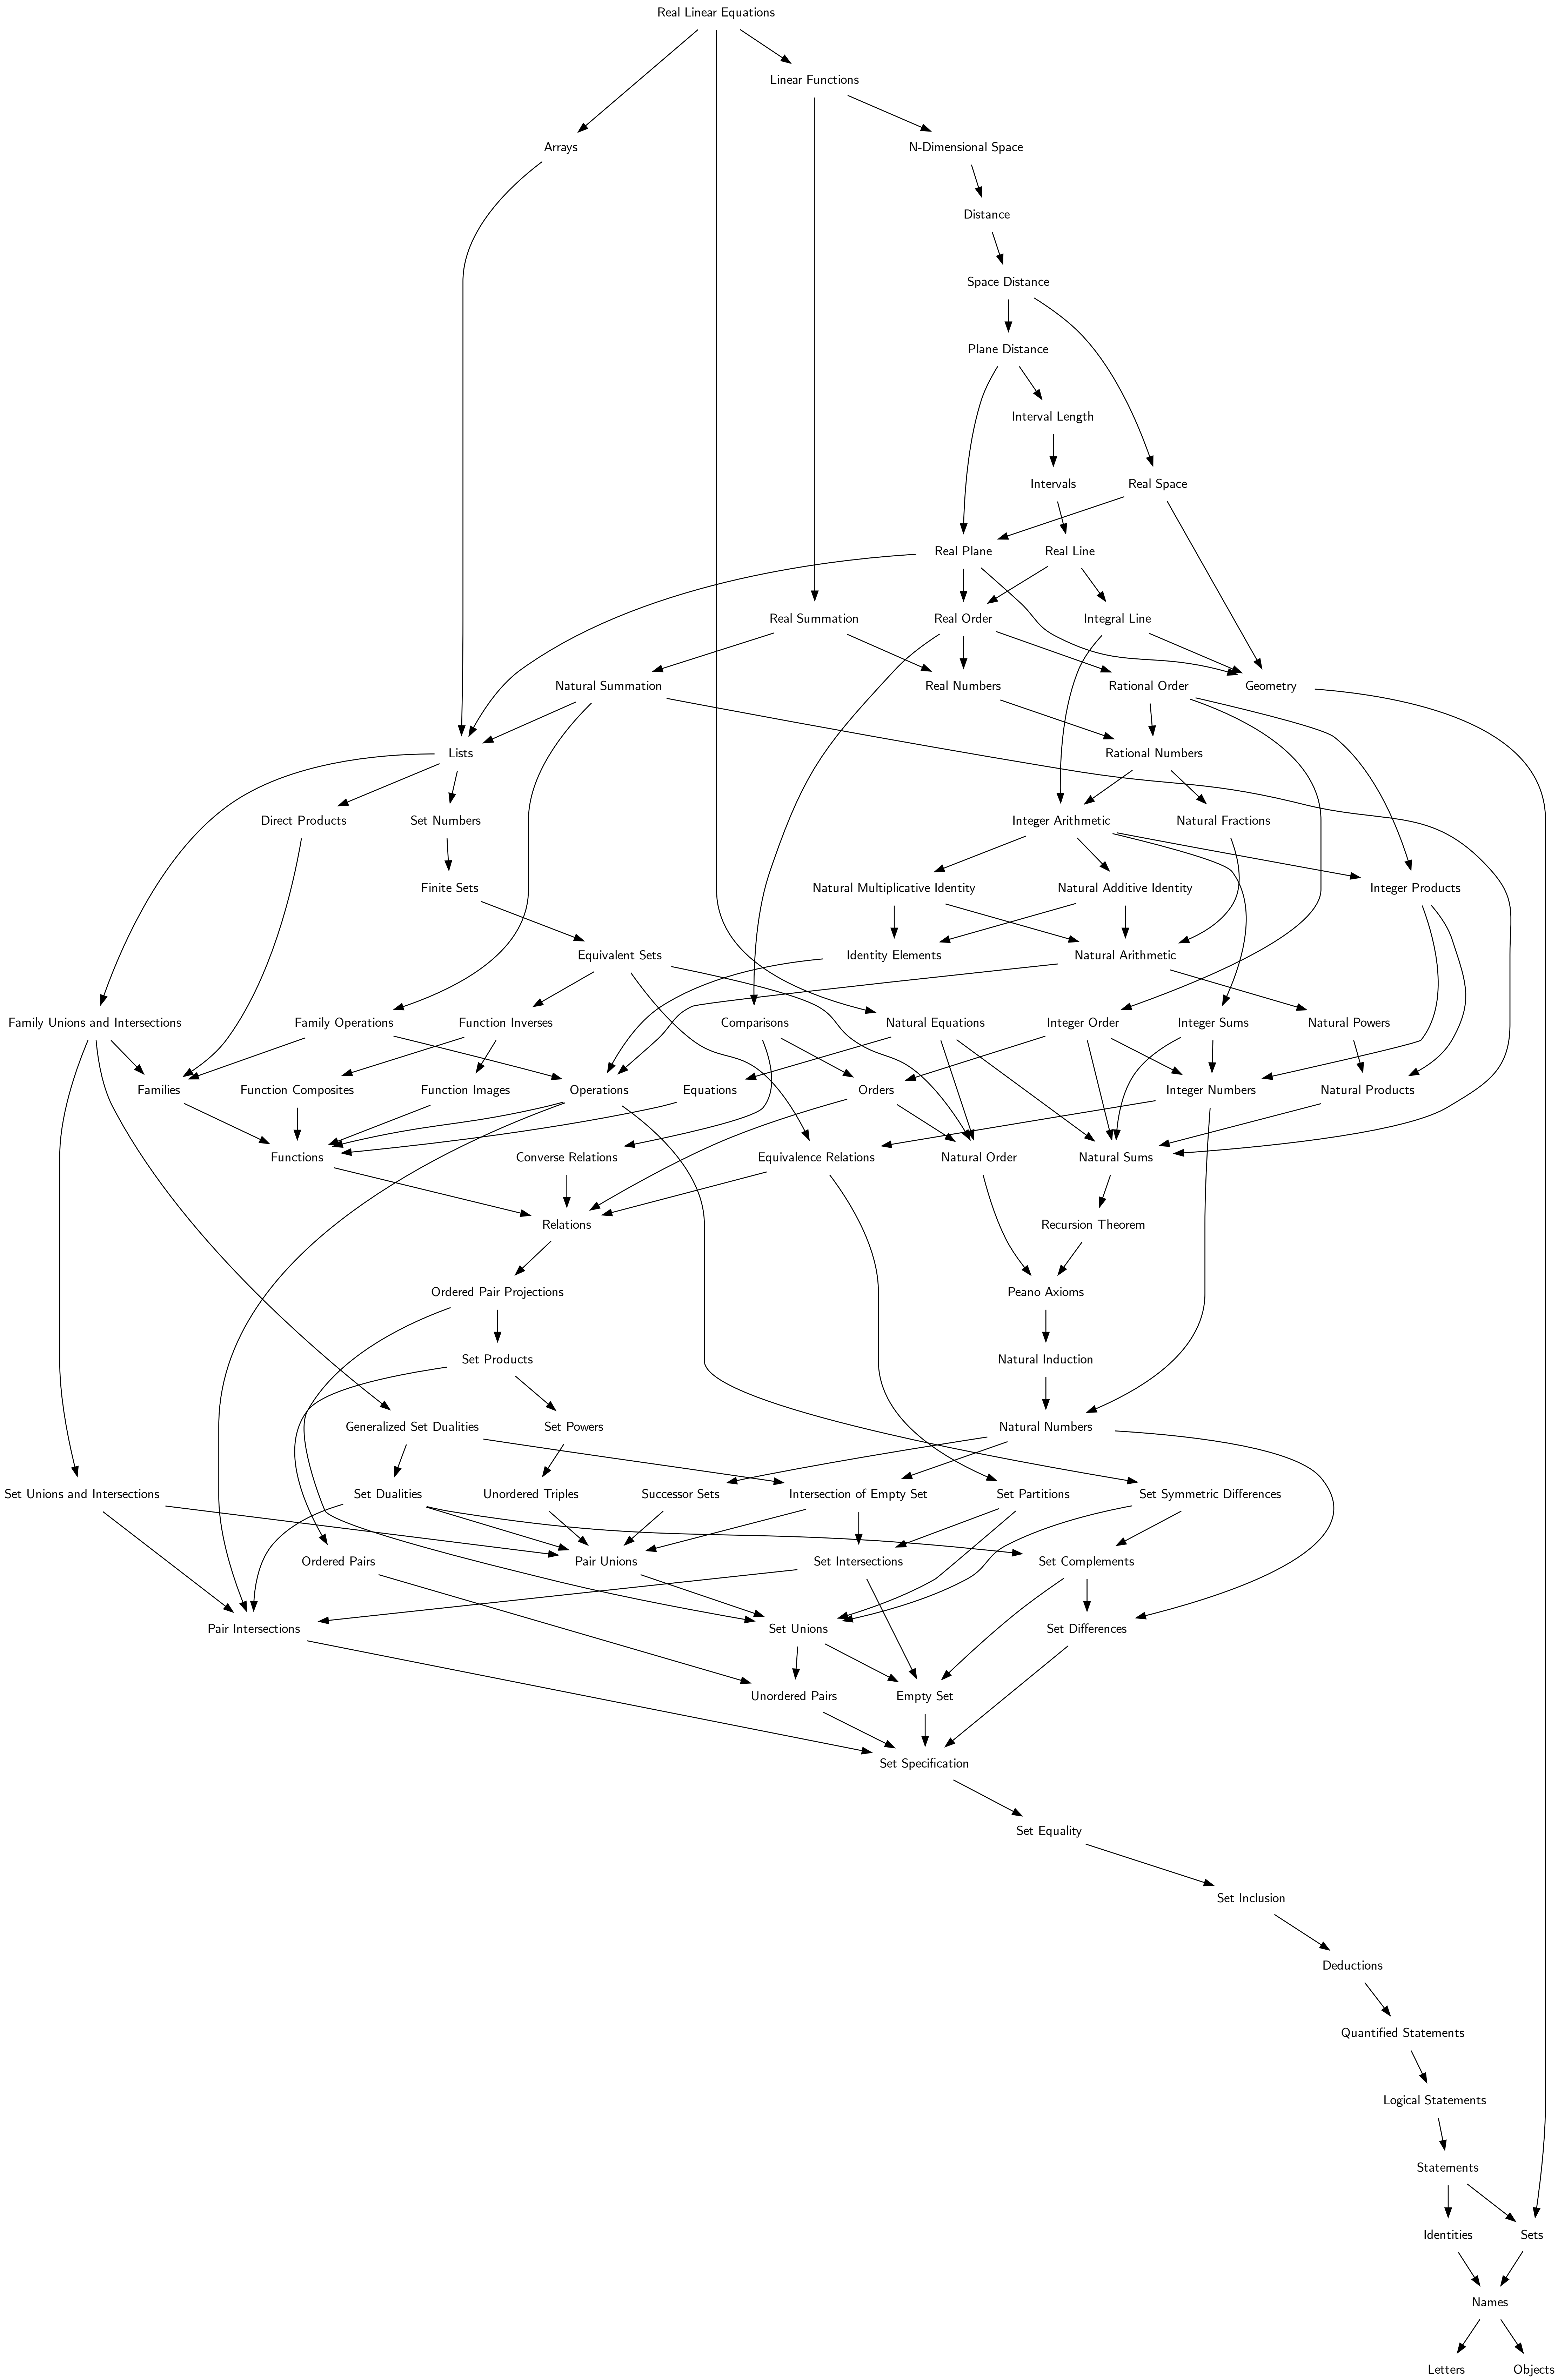 Real Linear Equations
Linear Functions
Arrays
N-Dimensional Space
Distance
Space Distance
Plane Distance
Interval Length
Intervals
Real Space
Real Plane
Real Line
Real Summation
Real Order
Integral Line
Natural Summation
Real Numbers
Rational Order
Geometry
Lists
Rational Numbers
Direct Products
Set Numbers
Integer Arithmetic
Natural Fractions
Finite Sets
Natural Multiplicative Identity
Natural Additive Identity
Integer Products
Equivalent Sets
Identity Elements
Natural Arithmetic
Family Unions and Intersections
Family Operations
Function Inverses
Comparisons
Natural Equations
Integer Order
Integer Sums
Natural Powers
Families
Function Composites
Function Images
Operations
Equations
Orders
Integer Numbers
Natural Products
Functions
Converse Relations
Equivalence Relations
Natural Order
Natural Sums
Relations
Recursion Theorem
Ordered Pair Projections
Peano Axioms
Set Products
Natural Induction
Generalized Set Dualities
Set Powers
Natural Numbers
Set Unions and Intersections
Set Dualities
Unordered Triples
Successor Sets
Intersection of Empty Set
Set Partitions
Set Symmetric Differences
Ordered Pairs
Pair Unions
Set Intersections
Set Complements
Pair Intersections
Set Unions
Set Differences
Unordered Pairs
Empty Set
Set Specification
Set Equality
Set Inclusion
Deductions
Quantified Statements
Logical Statements
Statements
Identities
Sets
Names
Letters
Objects